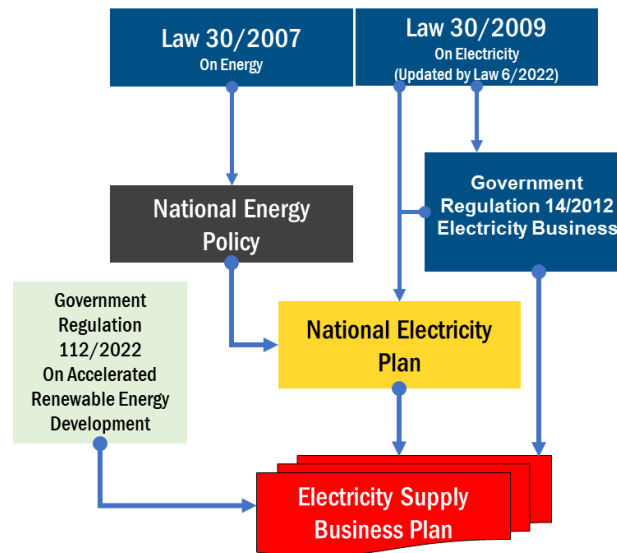 Law 30/2007
On Energy
Law 30/2009
On Electricity
(Updated by Law 6/2022)
Government
Regulation 14/2012
Electricity Business
National Energy
Policy
Government
Regulation
112/2022
On Accelerated
Renewable Energy
Development
National Electricity
Plan
Electricity Supply
Business Plan